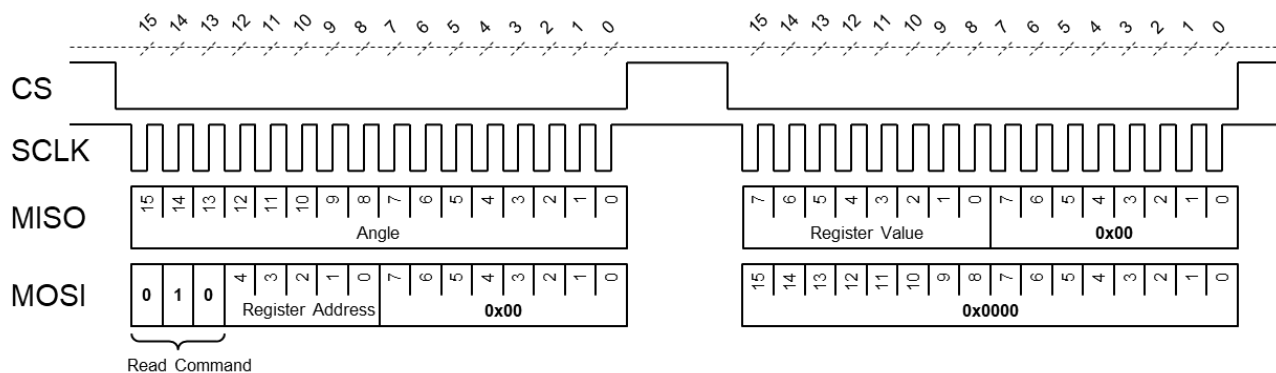 15 14 13 12 11 10 9 8 7 6 5 4 3 2 1 0 15 14 13 12 11 10 9 8 7 6 5 4 3 2 1 0
CS
SCLK
MISO 15 14 13 12 11 10 9 8 7 6 5 4 3 2 1 0 7 6 5 4 3 2 1 0 7 6 5 4 3 2 1 0
Angle Register Value 0x00
MOSI 0 1 0 4 3 2 1 0 7 6 5 4 3 2 1 0 15 14 13 12 11 10 9 8 7 6 5 4 3 2 1 0
Register Address 0x00 0x0000
Read Command